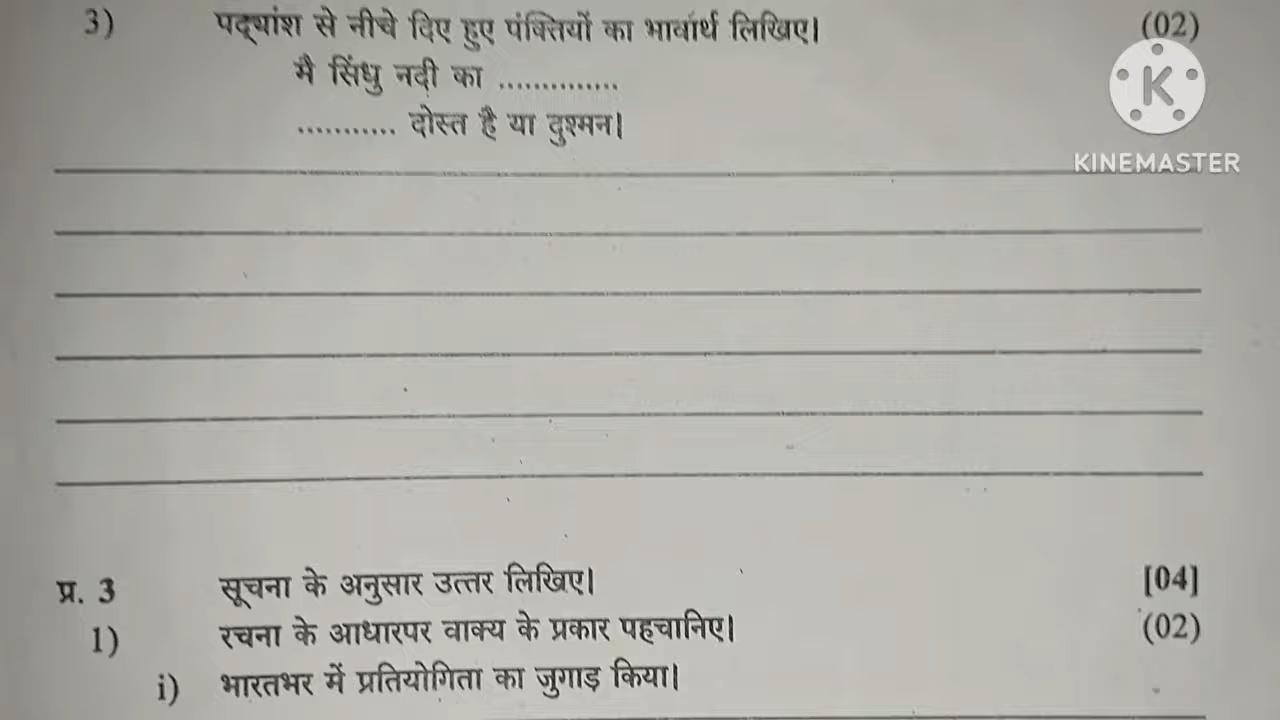 3) पद्यांश से नीचे दिए हुए पंक्तियों का भावार्थ लिखिए। (02)
मै सिंधु नदी का ..............
........... दोस्त है या दुश्मन।
K
KINEMASTER
प्र. 3 सूचना के अनुसार उत्तर लिखिए। [04]
1) रचना के आधारपर वाक्य के प्रकार पहचानिए। (02)
i) भारतभर में प्रतियोगिता का जुगाड़ किया।